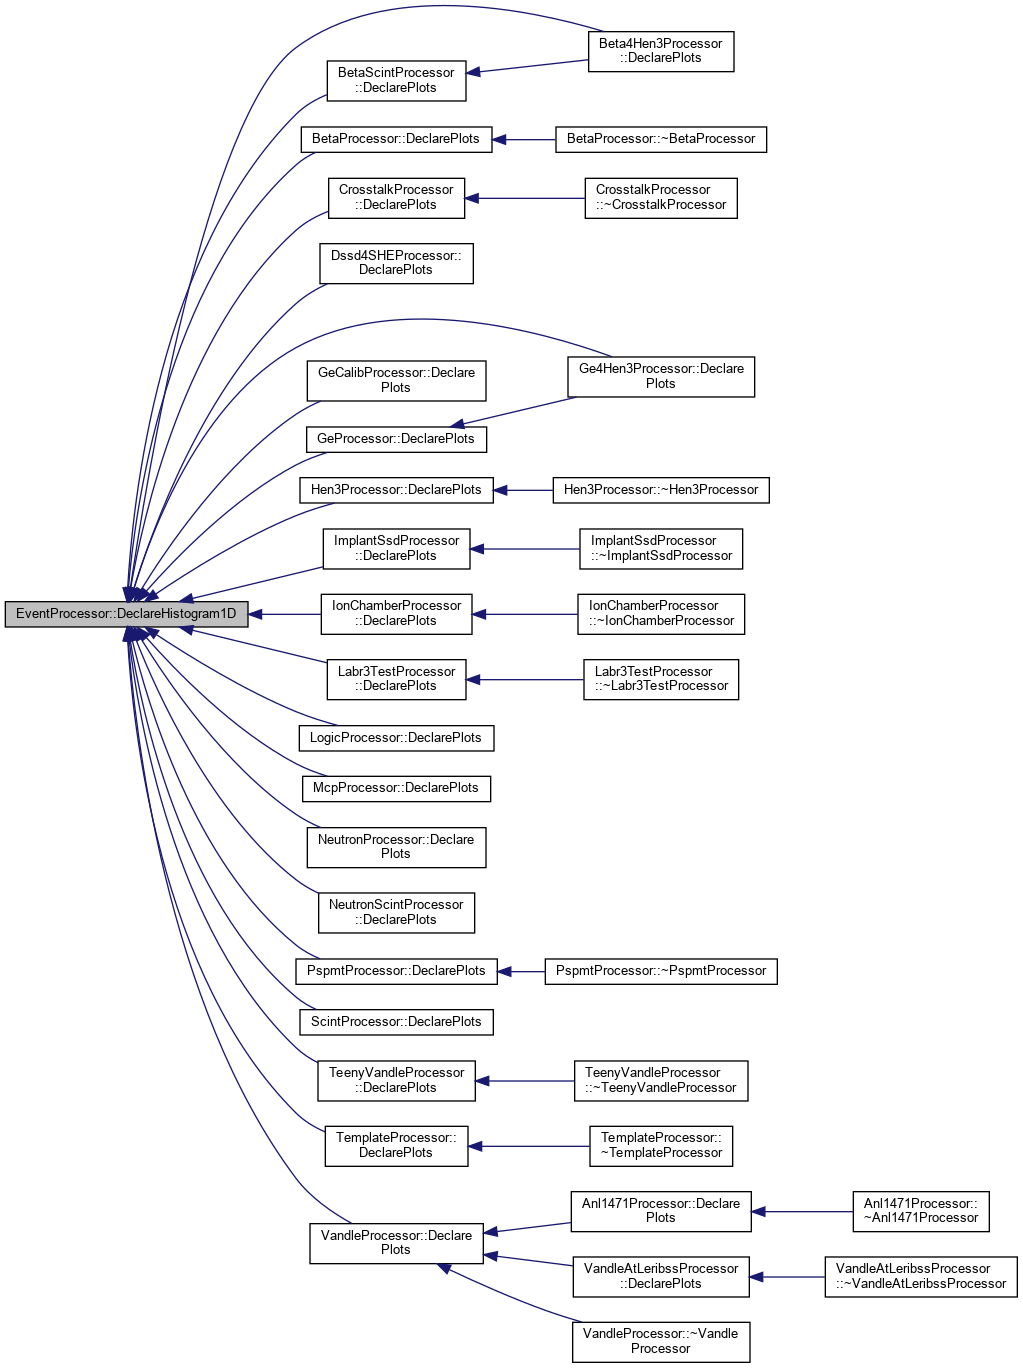 Beta4Hen3Processor
::DeclarePlots
BetaScintProcessor
::DeclarePlots
BetaProcessor::DeclarePlots
BetaProcessor::~BetaProcessor
CrosstalkProcessor
::DeclarePlots
CrosstalkProcessor
::~CrosstalkProcessor
Dssd4SHEProcessor::
DeclarePlots
GeCalibProcessor::Declare
Plots
Ge4Hen3Processor::Declare
Plots
GeProcessor::DeclarePlots
Hen3Processor::DeclarePlots
Hen3Processor::~Hen3Processor
ImplantSsdProcessor
::DeclarePlots
ImplantSsdProcessor
::~ImplantSsdProcessor
EventProcessor::DeclareHistogram1D
IonChamberProcessor
::DeclarePlots
IonChamberProcessor
::~IonChamberProcessor
Labr3TestProcessor
::DeclarePlots
Labr3TestProcessor
::~Labr3TestProcessor
LogicProcessor::DeclarePlots
McpProcessor::DeclarePlots
NeutronProcessor::Declare
Plots
NeutronScintProcessor
::DeclarePlots
PspmtProcessor::DeclarePlots
PspmtProcessor::~PspmtProcessor
ScintProcessor::DeclarePlots
TeenyVandleProcessor
::DeclarePlots
TeenyVandleProcessor
::~TeenyVandleProcessor
TemplateProcessor::
DeclarePlots
TemplateProcessor::
~TemplateProcessor
VandleProcessor::Declare
Plots
Anl1471Processor::Declare
Plots
Anl1471Processor::
~Anl1471Processor
VandleAtLeribssProcessor
::DeclarePlots
VandleAtLeribssProcessor
::~VandleAtLeribssProcessor
VandleProcessor::~Vandle
Processor